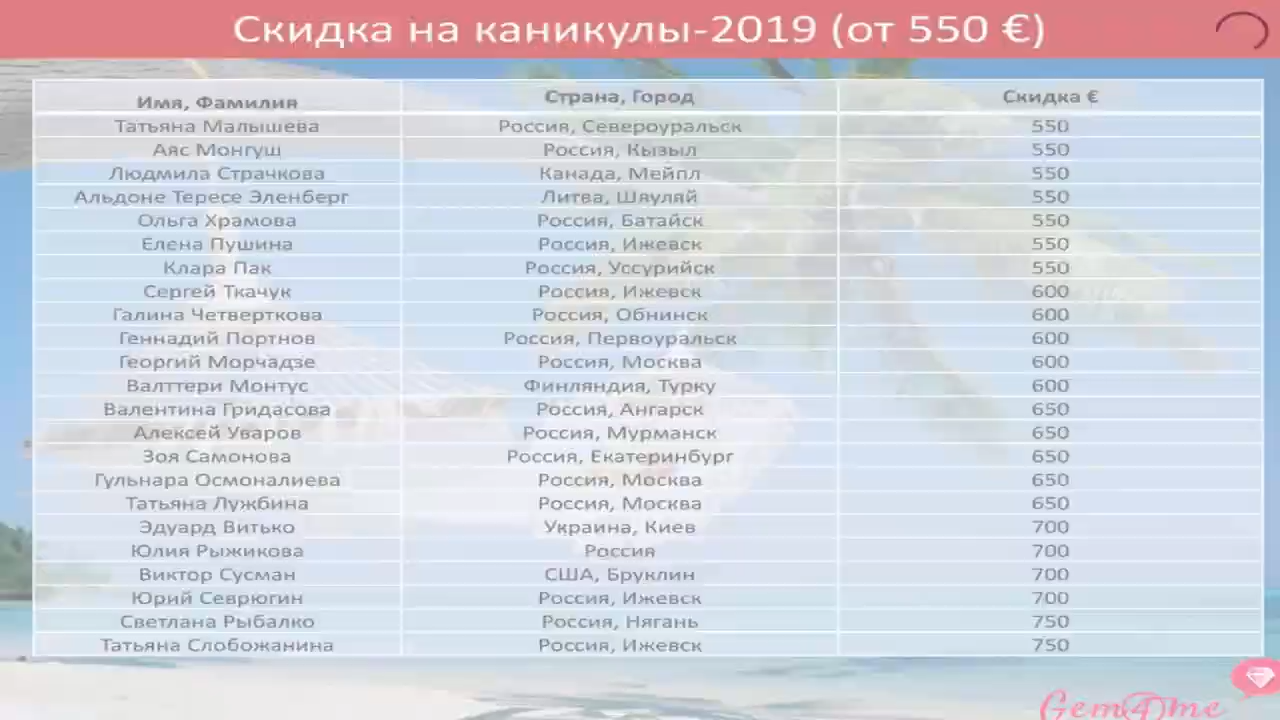 Скидка на каникулы-2019 (от 550 €)
Имя, Фамилия Страна, Город Скидка €
Татьяна Малышева Россия, Североуральск 550
Аяс Монгуш Россия, Кызыл 550
Людмила Страчкова Канада, Мейпл 550
Альдоне Тересе Эленберг Литва, Шяуляй 550
Ольга Храмова Россия, Батайск 550
Елена Пушина Россия, Ижевск 550
Клара Пак Россия, Уссурийск 550
Сергей Ткачук Россия, Ижевск 600
Галина Четверткова Россия, Обнинск 600
Геннадий Портнов Россия, Первоуральск 600
Георгий Морчадзе Россия, Москва 600
Валттери Монтус Финляндия, Турку 600
Валентина Гридасова Россия, Ангарск 650
Алексей Уваров Россия, Мурманск 650
Зоя Самонова Россия, Екатеринбург 650
Гульнара Осмоналиева Россия, Москва 650
Татьяна Лужбина Россия, Москва 650
Эдуард Витько Украина, Киев 700
Юлия Рыжикова Россия 700
Виктор Сусман США, Бруклин 700
Юрий Севрюгин Россия, Ижевск 700
Светлана Рыбалко Россия, Нягань 750
Татьяна Слобожанина Россия, Ижевск 750
Gem4me